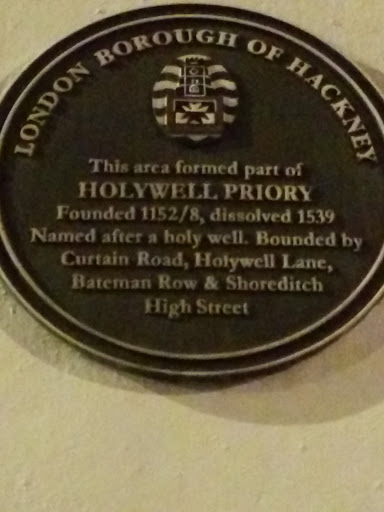 LONDON BOROUGH OF HACKNEY
This area formed part of
HOLYWELL PRIORY
Founded 1152/8, dissolved 1539
Named after a holy well. Bounded by
Curtain Road, Holywell Lane,
Bateman Row & Shoreditch
High Street